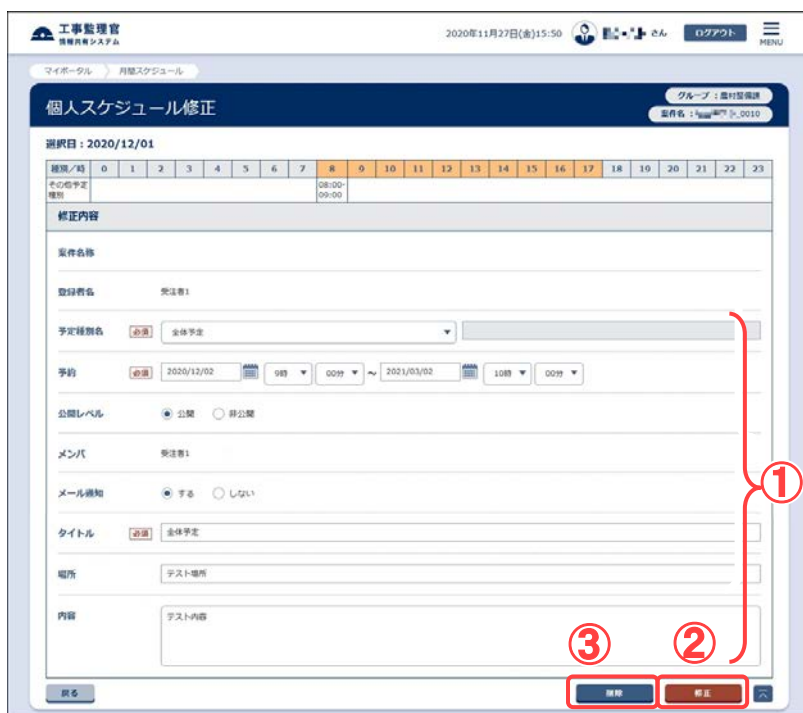 工事監理官
情報共有システム
2020年11月27日(金)15:50
さん
ログアウト
MENU
マイポータル
月間スケジュール
個人スケジュール修正
グループ：農村整備課
案件名：
_0010
選択日：2020/12/01
種別/時 0 1 2 3 4 5 6 7 8 9 10 11 12 13 14 15 16 17 18 19 20 21 22 23
その他予定種別
08:00-
09:00
修正内容
案件名称
登録者名 受注者1
予定種別名 必須 全体予定
予約 必須 2020/12/02 9時 00分 ～ 2021/03/02 10時 00分
公開レベル 公開 非公開
メンバ 受注者1
①
メール通知 する しない
タイトル 必須 全体予定
場所 テスト場所
内容 テスト内容
③ ②
戻る 削除 修正